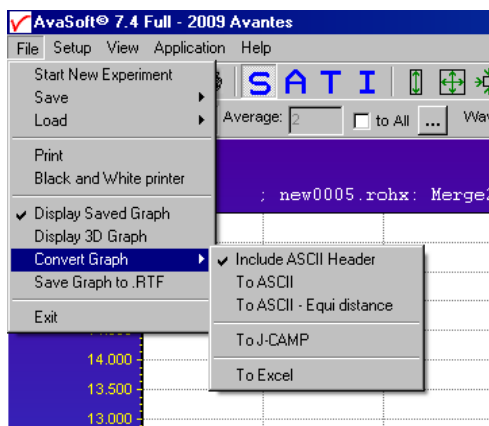 AvaSoft© 7.4 Full - 2009 Avantes
File Setup View Application Help
Start New Experiment
Save
Load
S A T I
Average: 2 to All ... Wav
Print
Black and White printer
; new0005.rohx: Merge2
Display Saved Graph
Display 3D Graph
Convert Graph
Save Graph to .RTF
Exit
Include ASCII Header
To ASCII
To ASCII - Equi distance
To J-CAMP
To Excel
14.000
13.500
13.000